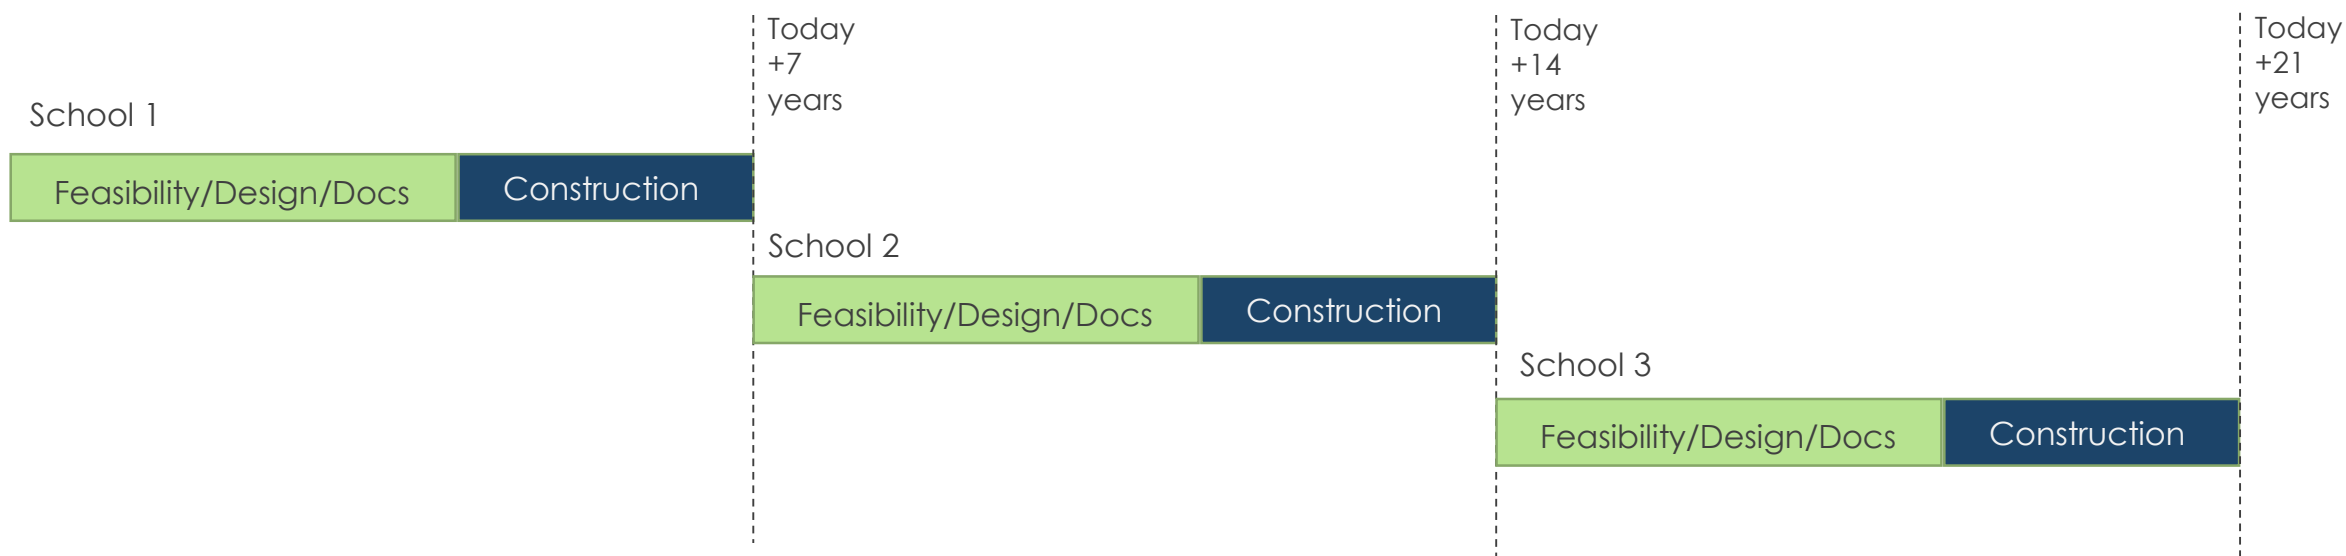 Today
+7
years
Today
+14
years
Today
+21
years
School 1
Feasibility/Design/Docs
Construction
School 2
Feasibility/Design/Docs
Construction
School 3
Feasibility/Design/Docs
Construction